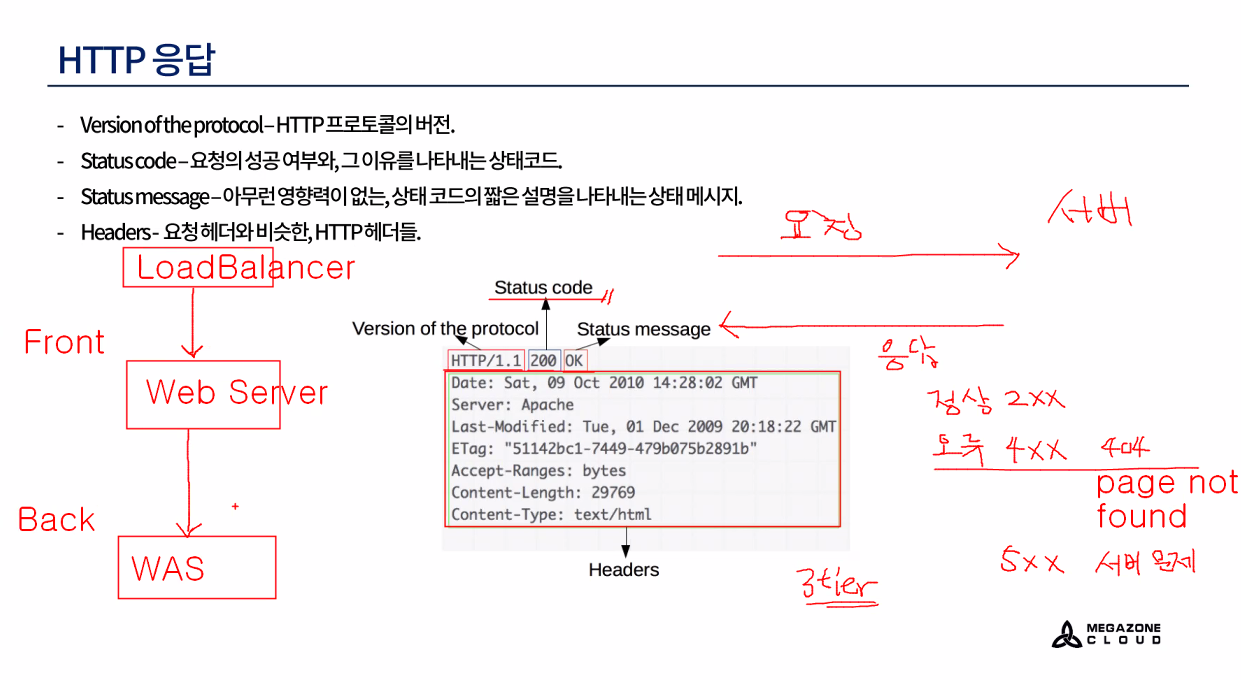 HTTP 응답
- Version of the protocol – HTTP 프로토콜의 버전.
- Status code – 요청의 성공 여부와, 그 이유를 나타내는 상태코드.
- Status message – 아무런 영향력이 없는, 상태 코드의 짧은 설명을 나타내는 상태 메시지.
- Headers - 요청 헤더와 비슷한, HTTP 헤더들.
LoadBalancer
Front
Web Server
Back
WAS
Status code
Version of the protocol
Status message
HTTP/1.1 200 OK
Date: Sat, 09 Oct 2010 14:28:02 GMT
Server: Apache
Last-Modified: Tue, 01 Dec 2009 20:18:22 GMT
ETag: "51142bc1-7449-479b075b2891b"
Accept-Ranges: bytes
Content-Length: 29769
Content-Type: text/html
Headers
요청
서버
응답
정상 2xx
오류 4xx 404
page not
found
5xx 서버 문제
3tier
MEGAZONE
CLOUD